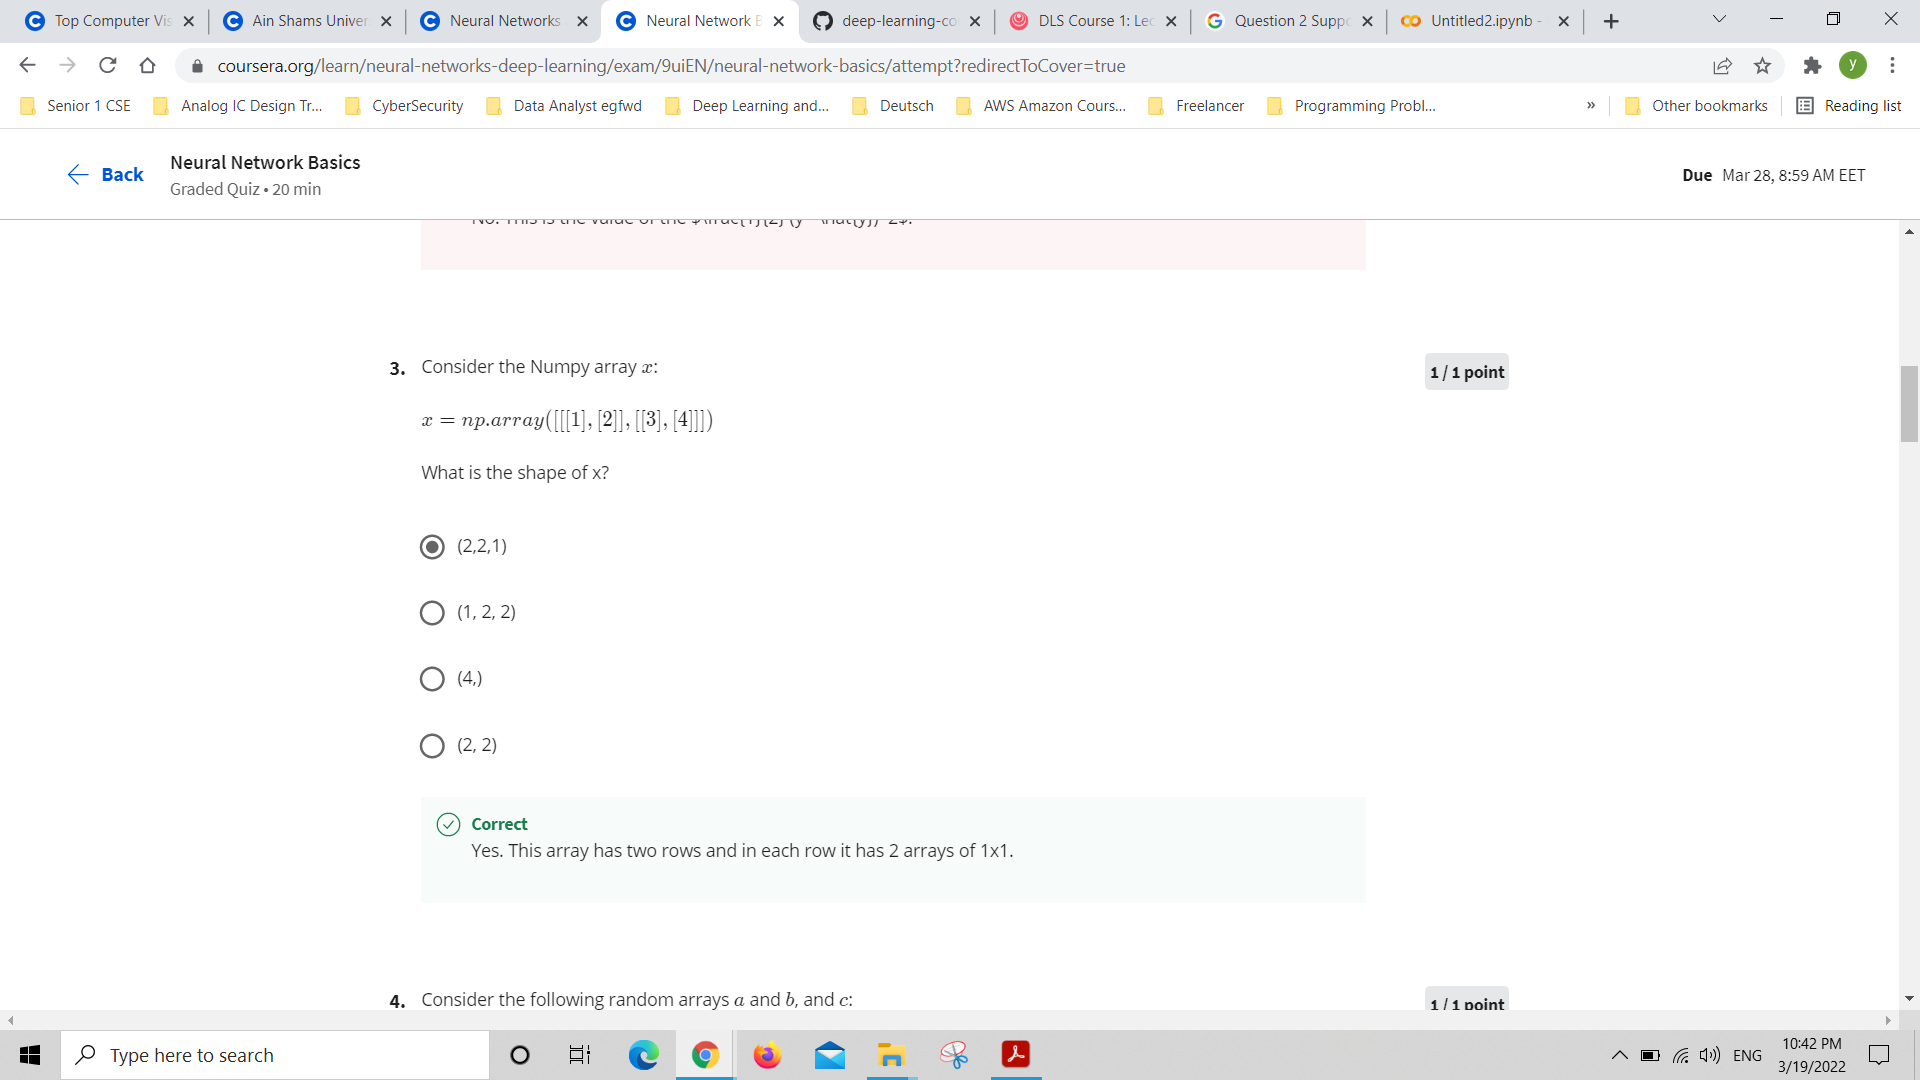 Top Computer Vis
Ain Shams Univer
Neural Networks
Neural Network B
deep-learning-co
DLS Course 1: Lec
Question 2 Suppo
Untitled2.ipynb -
coursera.org/learn/neural-networks-deep-learning/exam/9uiEN/neural-network-basics/attempt?redirectToCover=true
y
Senior 1 CSE
Analog IC Design Tr...
CyberSecurity
Data Analyst egfwd
Deep Learning and...
Deutsch
AWS Amazon Cours...
Freelancer
Programming Probl...
»
Other bookmarks
Reading list
Back
Neural Network Basics
Graded Quiz • 20 min
Due Mar 28, 8:59 AM EET
No. This is the value of the
3. Consider the Numpy array x:
1 / 1 point
x = np.array([[[1], [2]], [[3], [4]]])
What is the shape of x?
(2,2,1)
(1, 2, 2)
(4,)
(2, 2)
Correct
Yes. This array has two rows and in each row it has 2 arrays of 1x1.
4. Consider the following random arrays a and b, and c:
1 / 1 point
Type here to search
ENG
10:42 PM
3/19/2022